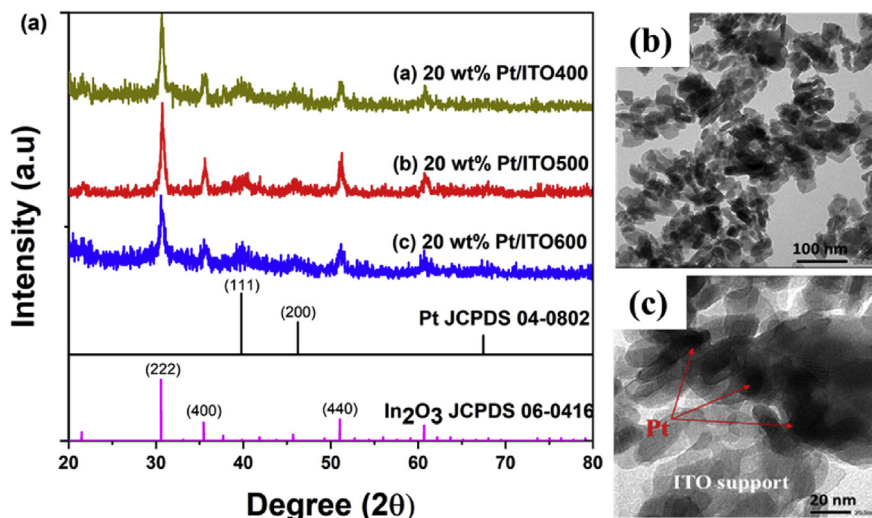 (a)
(a) 20 wt% Pt/ITO400
(b) 20 wt% Pt/ITO500
(c) 20 wt% Pt/ITO600
(111)
(200)
Pt JCPDS 04-0802
(222)
(400)
(440)
In₂O₃ JCPDS 06-0416
20 30 40 50 60 70 80
Degree (2θ)
Intensity (a.u)
(b)
100 nm
(c)
Pt
ITO support
20 nm